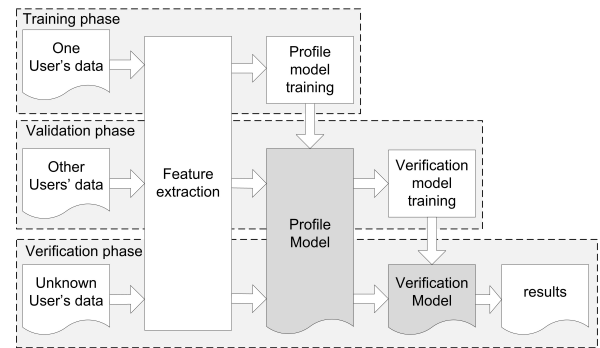 Training phase
One
User's data
Profile
model
training
Validation phase
Other
Users' data
Feature
extraction
Profile
Model
Verification
model
training
Verification phase
Unknown
User's data
Verification
Model
results